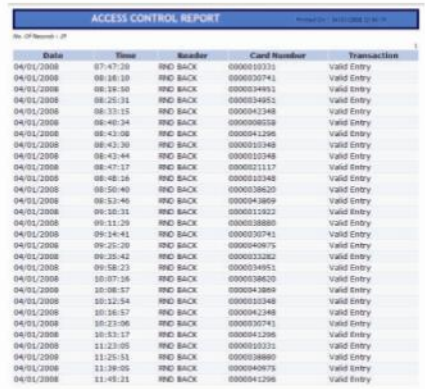 ACCESS CONTROL REPORT
No. Of Records : 29
1
Date Time Reader Card Number Transaction
04/01/2008 07:47:28 RND BACK 0000010331 Valid Entry
04/01/2008 08:18:10 RND BACK 0000030741 Valid Entry
04/01/2008 08:18:50 RND BACK 0000034951 Valid Entry
04/01/2008 08:25:31 RND BACK 0000034951 Valid Entry
04/01/2008 08:33:15 RND BACK 0000042348 Valid Entry
04/01/2008 08:40:34 RND BACK 0000008558 Valid Entry
04/01/2008 08:43:08 RND BACK 0000041296 Valid Entry
04/01/2008 08:43:30 RND BACK 0000010348 Valid Entry
04/01/2008 08:43:44 RND BACK 0000010348 Valid Entry
04/01/2008 08:47:17 RND BACK 0000021117 Valid Entry
04/01/2008 08:48:16 RND BACK 0000010348 Valid Entry
04/01/2008 08:50:40 RND BACK 0000038620 Valid Entry
04/01/2008 08:53:46 RND BACK 0000043869 Valid Entry
04/01/2008 09:10:31 RND BACK 0000011922 Valid Entry
04/01/2008 09:11:29 RND BACK 0000038880 Valid Entry
04/01/2008 09:14:41 RND BACK 0000030741 Valid Entry
04/01/2008 09:25:20 RND BACK 0000040975 Valid Entry
04/01/2008 09:35:42 RND BACK 0000033282 Valid Entry
04/01/2008 09:58:23 RND BACK 0000034951 Valid Entry
04/01/2008 10:07:16 RND BACK 0000038620 Valid Entry
04/01/2008 10:08:57 RND BACK 0000043869 Valid Entry
04/01/2008 10:12:54 RND BACK 0000010348 Valid Entry
04/01/2008 10:16:57 RND BACK 0000042348 Valid Entry
04/01/2008 10:23:06 RND BACK 0000030741 Valid Entry
04/01/2008 10:53:17 RND BACK 0000041296 Valid Entry
04/01/2008 11:23:05 RND BACK 0000010331 Valid Entry
04/01/2008 11:25:51 RND BACK 0000038880 Valid Entry
04/01/2008 11:39:05 RND BACK 0000040975 Valid Entry
04/01/2008 11:45:21 RND BACK 0000041296 Valid Entry